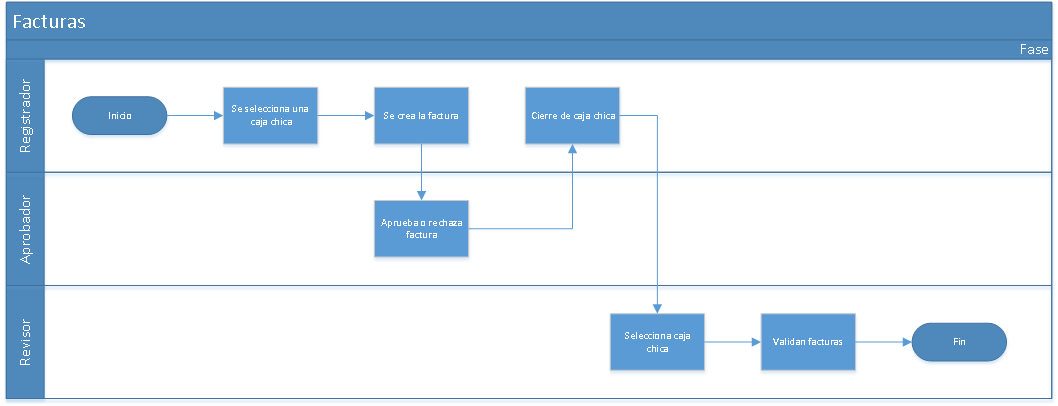 Facturas
Fase
Registrador
Inicio
Se selecciona una
caja chica
Se crea la factura
Cierre de caja chica
Aprobador
Aprueba o rechaza
factura
Revisor
Selecciona caja
chica
Validan facturas
Fin